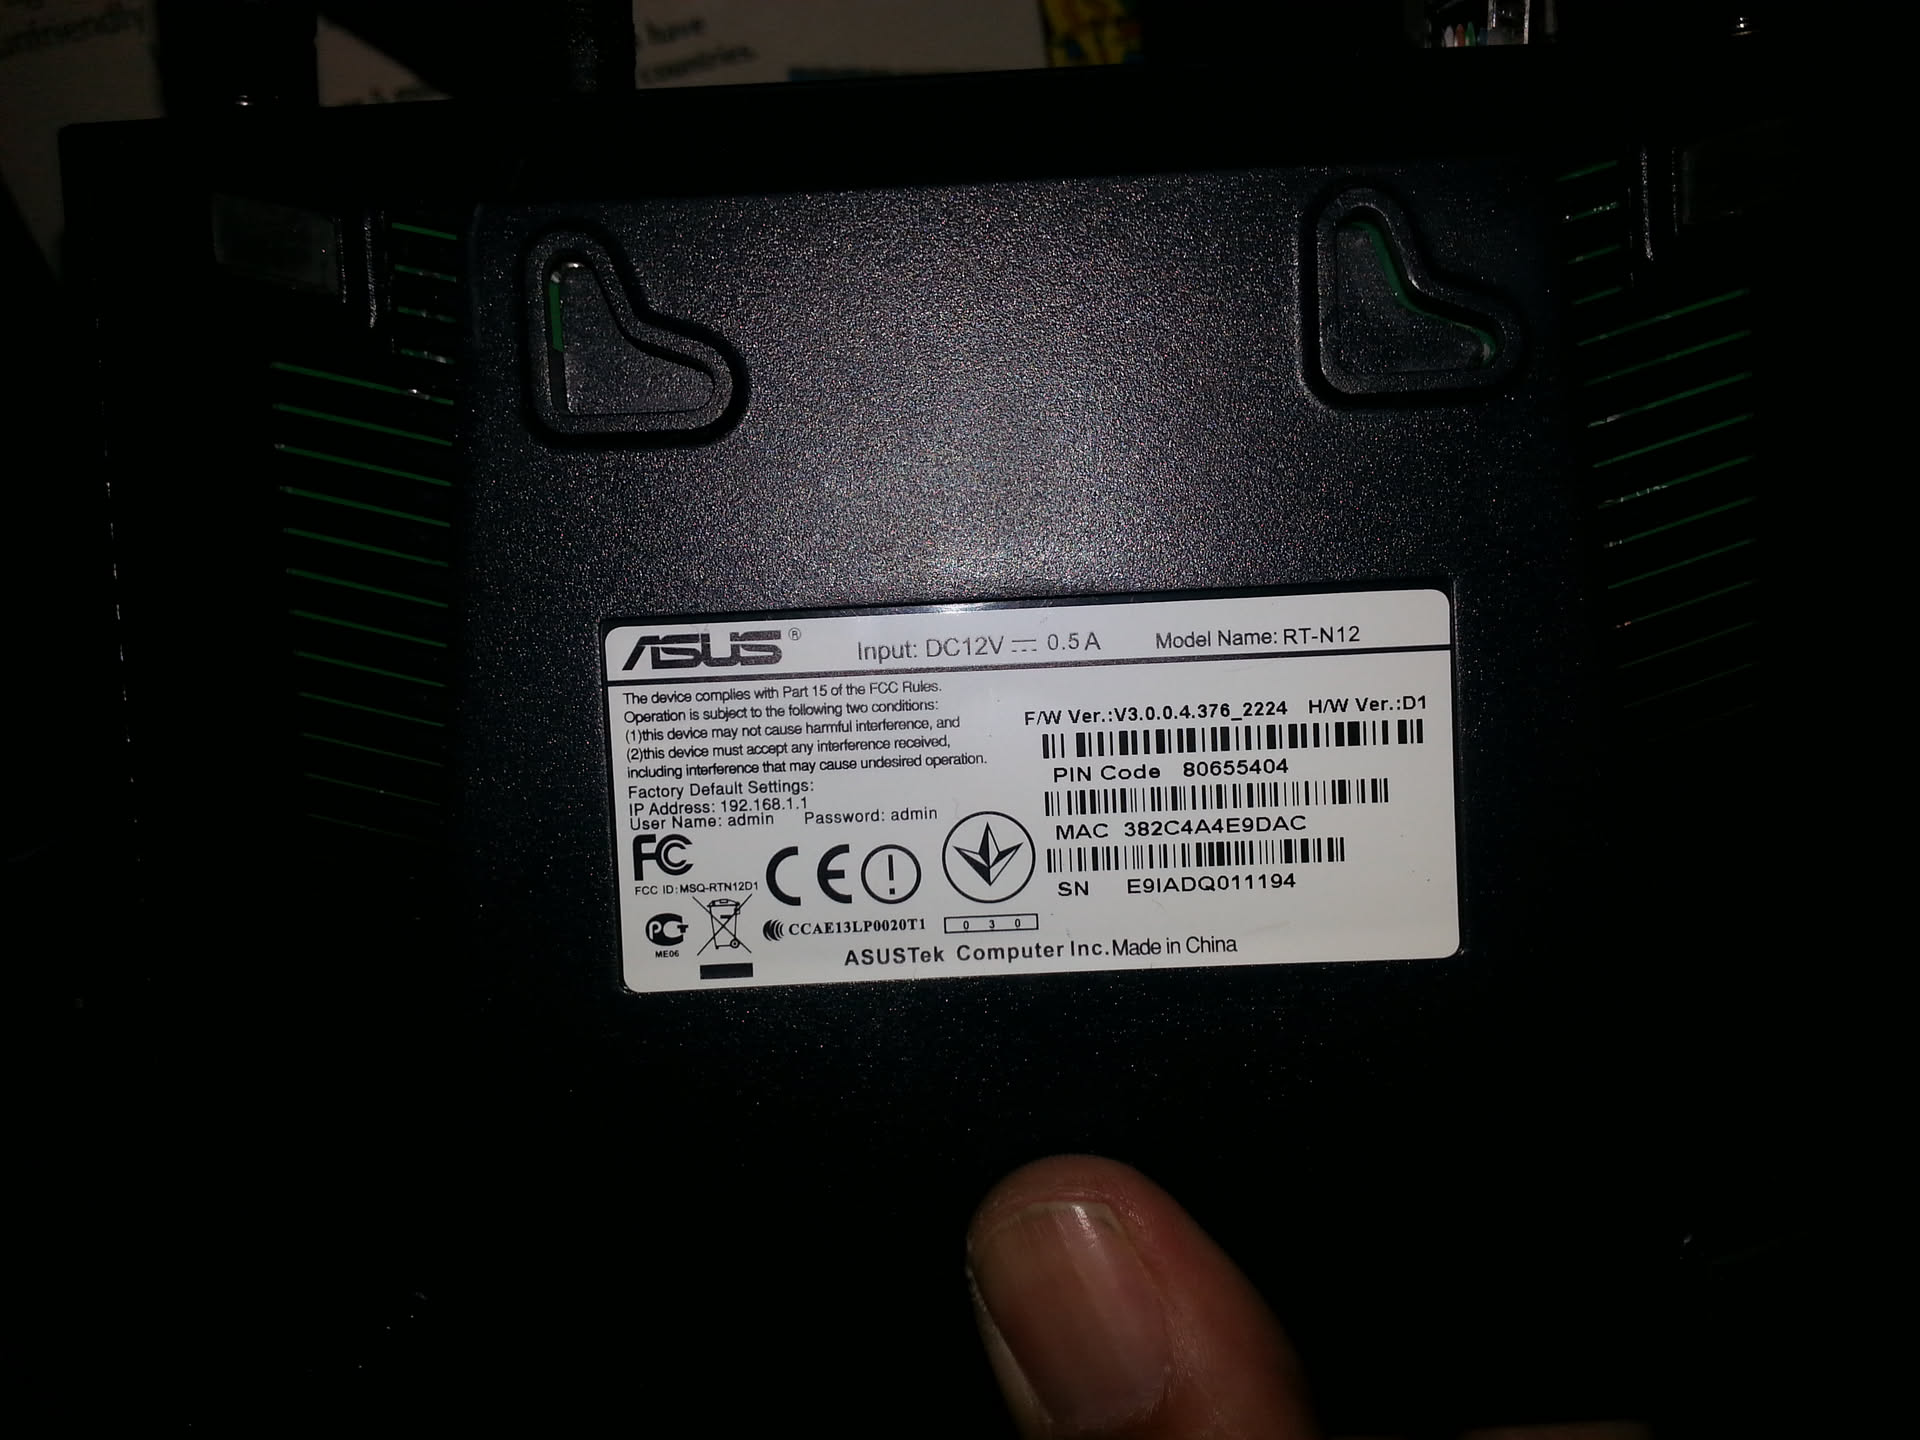 unfriendly
have
countries.
ASUS® Input: DC12V 0.5A Model Name: RT-N12
The device complies with Part 15 of the FCC Rules.
Operation is subject to the following two conditions:
(1)this device may not cause harmful interference, and
(2)this device must accept any interference received,
including interference that may cause undesired operation.
Factory Default Settings:
IP Address: 192.168.1.1
User Name: admin Password: admin
FC
FCC ID: MSQ-RTN12D1
CE
PCT
ME06
CCAE13LP0020T1
0 3 0
F/W Ver.:V3.0.0.4.376_2224 H/W Ver.:D1
PIN Code 80655404
MAC 382C4A4E9DAC
SN E9IADQ011194
ASUSTek Computer Inc. Made in China